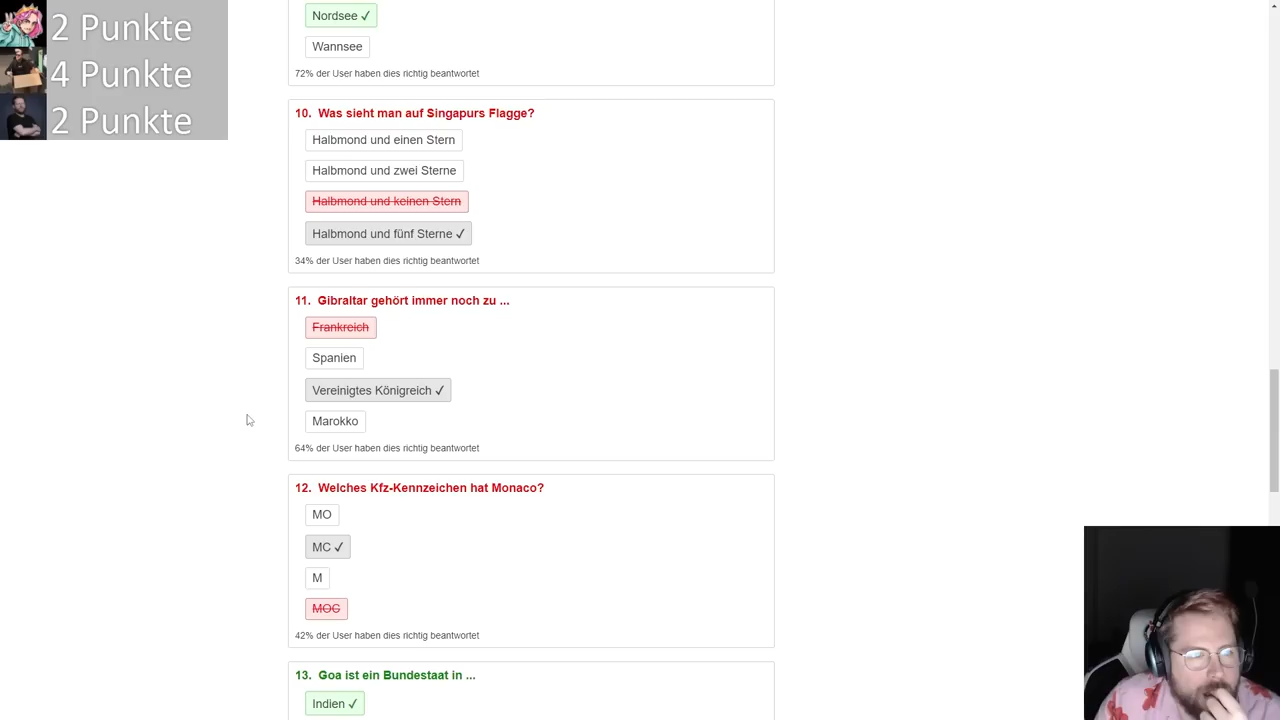 2 Punkte
4 Punkte
2 Punkte
Nordsee ✓
Wannsee
72% der User haben dies richtig beantwortet
10. Was sieht man auf Singapurs Flagge?
Halbmond und einen Stern
Halbmond und zwei Sterne
Halbmond und keinen Stern
Halbmond und fünf Sterne ✓
34% der User haben dies richtig beantwortet
11. Gibraltar gehört immer noch zu ...
Frankreich
Spanien
Vereinigtes Königreich ✓
Marokko
64% der User haben dies richtig beantwortet
12. Welches Kfz-Kennzeichen hat Monaco?
MO
MC ✓
M
MOC
42% der User haben dies richtig beantwortet
13. Goa ist ein Bundestaat in ...
Indien ✓